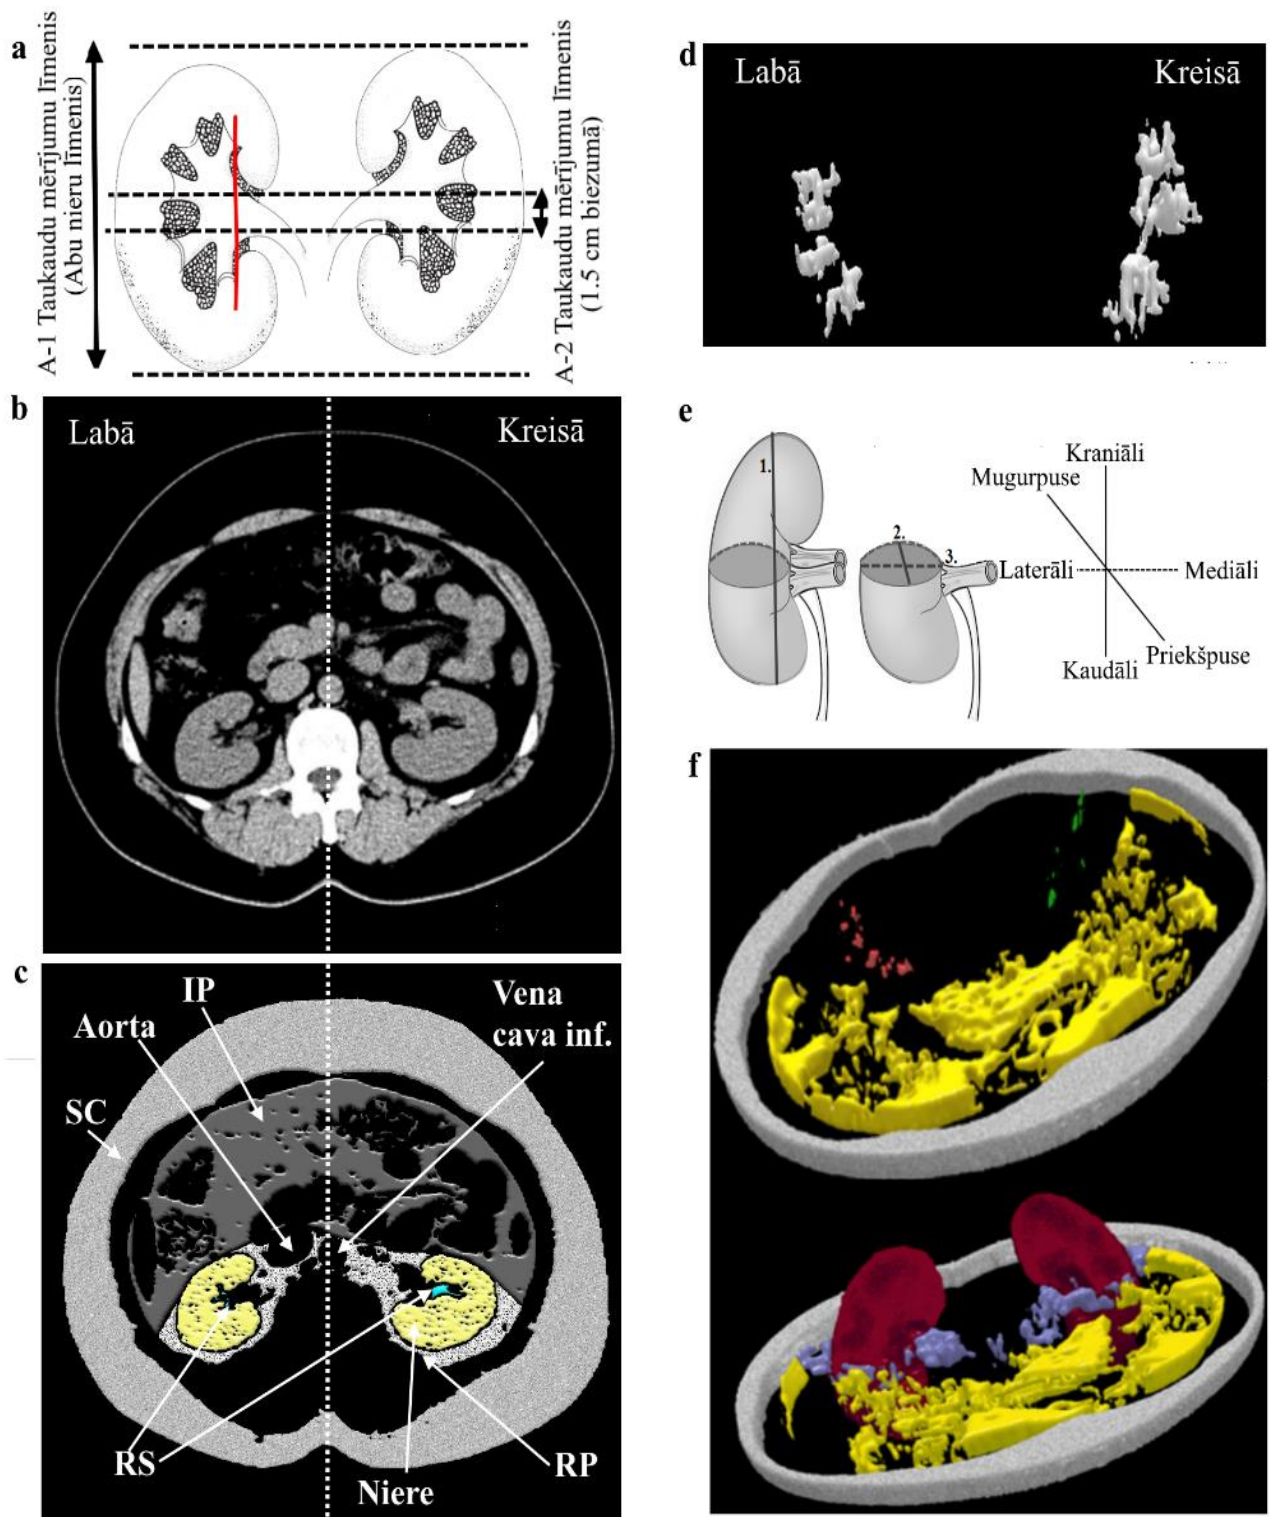 a
A-1 Taukaudu mērījumu līmenis
(Abu nieru līmenis)
A-2 Taukaudu mērījumu līmenis
(1.5 cm biezumā)
b
Labā
Kreisā
c
IP
Vena
cava inf.
Aorta
SC
RS
Niere
RP
d
Labā
Kreisā
e
1.
2.
3.
Kraniāli
Mugurpuse
Laterāli
Mediāli
Kaudāli
Priekšpuse
f